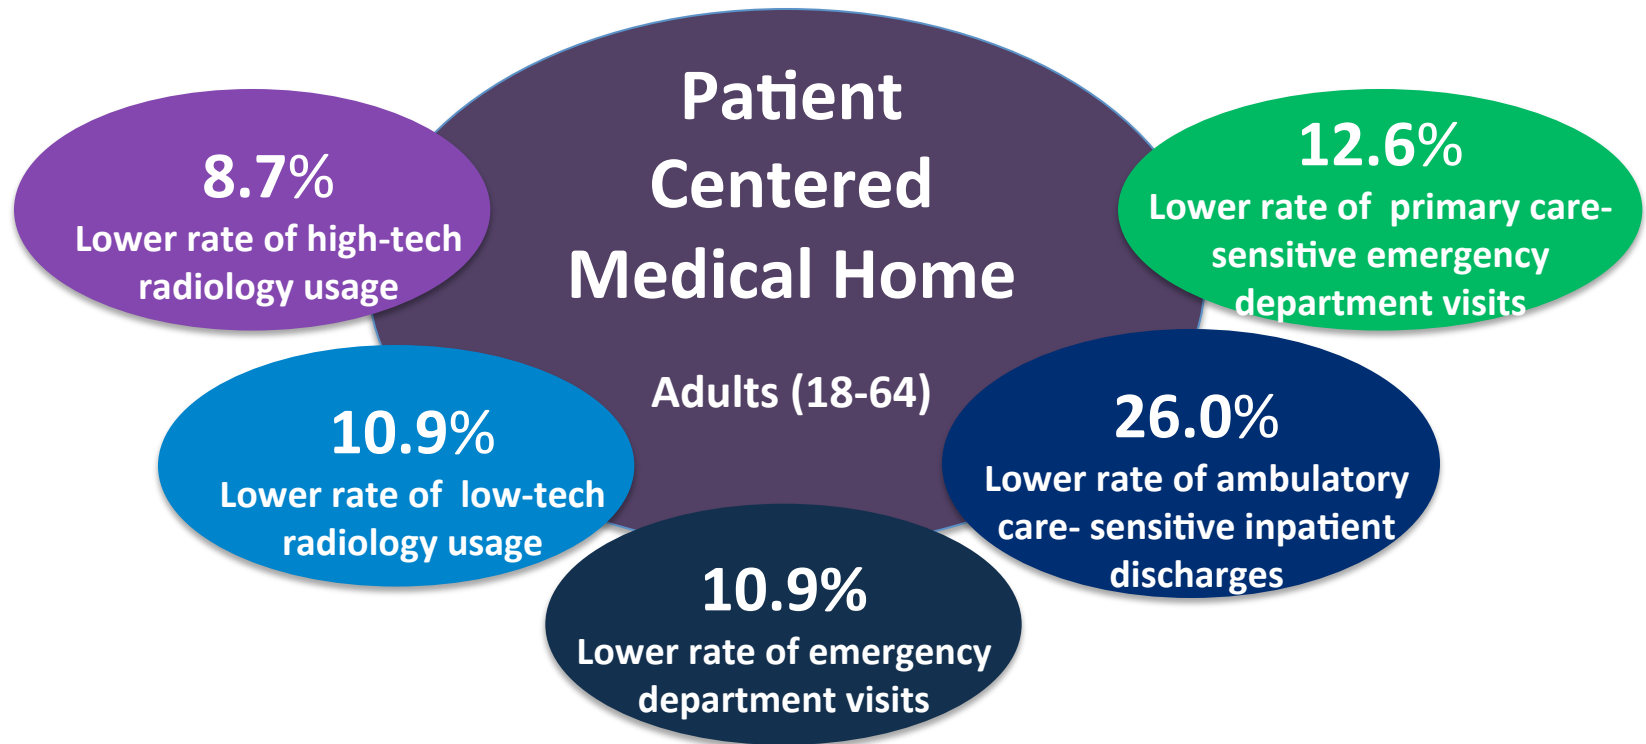 Patient
Centered
Medical Home
Adults (18-64)
8.7%
Lower rate of high-tech
radiology usage
10.9%
Lower rate of  low-tech
radiology usage
10.9%
Lower rate of emergency
department visits
26.0%
Lower rate of ambulatory
care- sensitive inpatient
discharges
12.6%
Lower rate of  primary care-
sensitive emergency
department visits